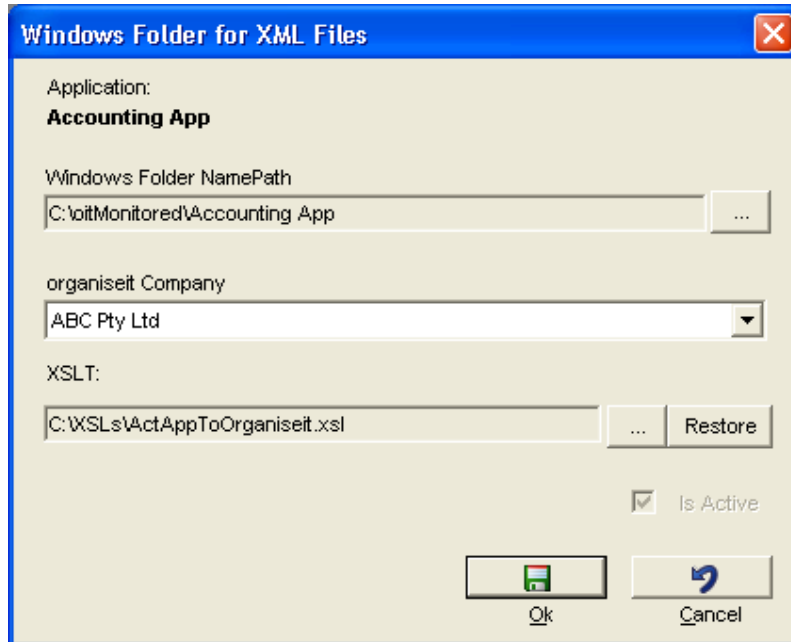 Windows Folder for XML Files
Application:
Accounting App
Windows Folder NamePath
C:\oitMonitored\Accounting App
...
organiseit Company
ABC Pty Ltd
XSLT:
C:\XSLs\ActAppToOrganiseit.xsl
... Restore
Is Active
Ok Cancel